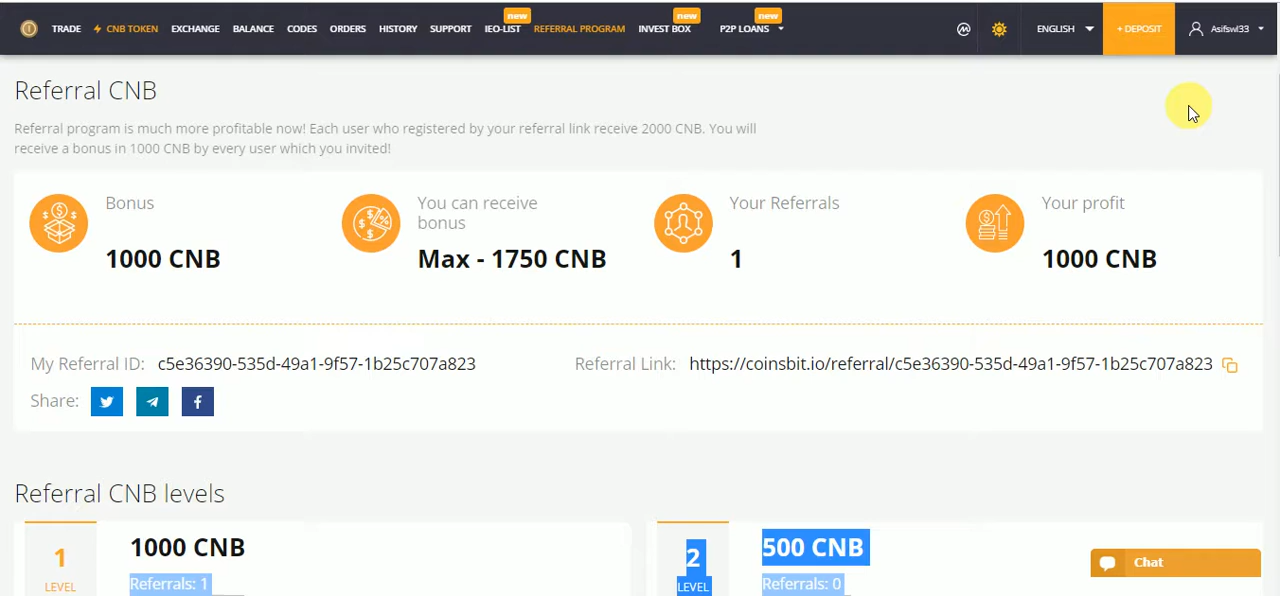 new new new
TRADE CNB TOKEN EXCHANGE BALANCE CODES ORDERS HISTORY SUPPORT IEO-LIST REFERRAL PROGRAM INVEST BOX P2P LOANS ENGLISH + DEPOSIT Asifswl33
Referral CNB
Referral program is much more profitable now! Each user who registered by your referral link receive 2000 CNB. You will
receive a bonus in 1000 CNB by every user which you invited!
Bonus
1000 CNB
You can receive
bonus
Max - 1750 CNB
Your Referrals
1
Your profit
1000 CNB
My Referral ID: c5e36390-535d-49a1-9f57-1b25c707a823
Referral Link: https://coinsbit.io/referral/c5e36390-535d-49a1-9f57-1b25c707a823
Share:
Referral CNB levels
1
LEVEL
1000 CNB
Referrals: 1
2
LEVEL
500 CNB
Referrals: 0
Chat